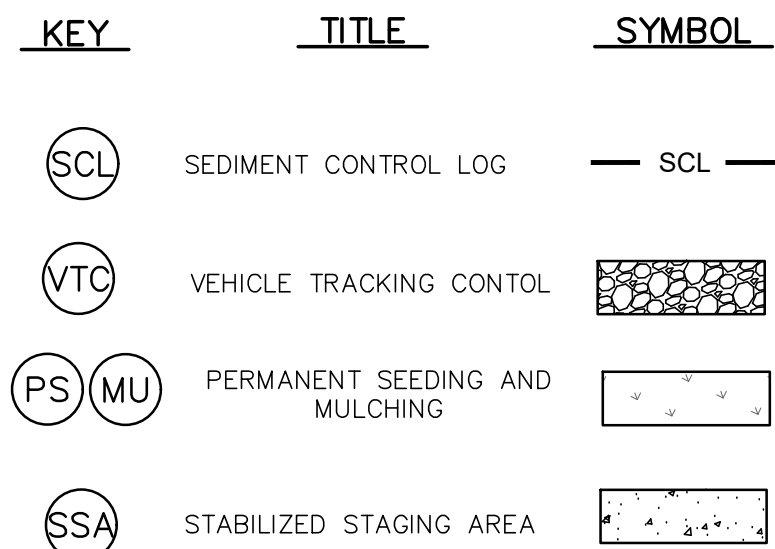 KEY TITLE SYMBOL
SCL SEDIMENT CONTROL LOG SCL
VTC VEHICLE TRACKING CONTOL
PS MU PERMANENT SEEDING AND
MULCHING
SSA STABILIZED STAGING AREA